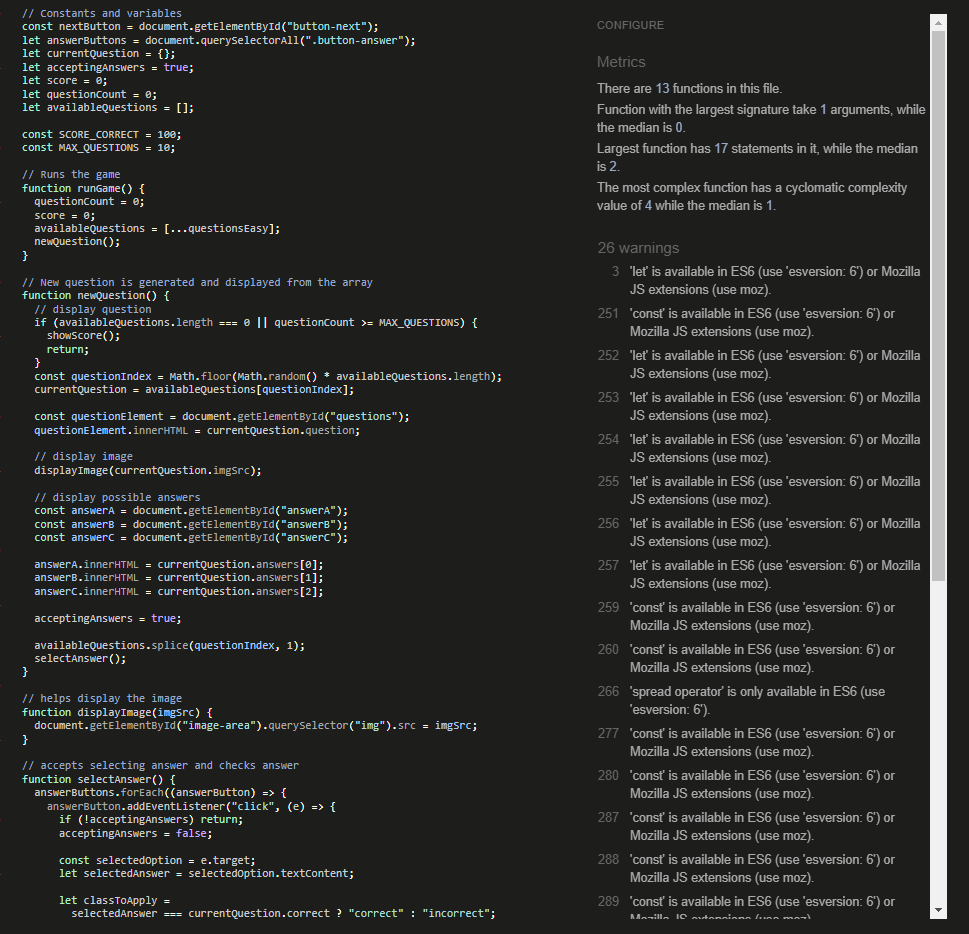 // Constants and variables
const nextButton = document.getElementById("button-next");
let answerButtons = document.querySelectorAll(".button-answer");
let currentQuestion = {};
let acceptingAnswers = true;
let score = 0;
let questionCount = 0;
let availableQuestions = [];
const SCORE_CORRECT = 100;
const MAX_QUESTIONS = 10;
// Runs the game
function runGame() {
questionCount = 0;
score = 0;
availableQuestions = [...questionsEasy];
newQuestion();
}
// New question is generated and displayed from the array
function newQuestion() {
// display question
if (availableQuestions.length === 0 || questionCount >= MAX_QUESTIONS) {
showScore();
return;
}
const questionIndex = Math.floor(Math.random() * availableQuestions.length);
currentQuestion = availableQuestions[questionIndex];
const questionElement = document.getElementById("questions");
questionElement.innerHTML = currentQuestion.question;
// display image
displayImage(currentQuestion.imgSrc);
// display possible answers
const answerA = document.getElementById("answerA");
const answerB = document.getElementById("answerB");
const answerC = document.getElementById("answerC");
answerA.innerHTML = currentQuestion.answers[0];
answerB.innerHTML = currentQuestion.answers[1];
answerC.innerHTML = currentQuestion.answers[2];
acceptingAnswers = true;
availableQuestions.splice(questionIndex, 1);
selectAnswer();
}
// helps display the image
function displayImage(imgSrc) {
document.getElementById("image-area").querySelector("img").src = imgSrc;
}
// accepts selecting answer and checks answer
function selectAnswer() {
answerButtons.forEach((answerButton) => {
answerButton.addEventListener("click", (e) => {
if (!acceptingAnswers) return;
acceptingAnswers = false;
const selectedOption = e.target;
let selectedAnswer = selectedOption.textContent;
let classToApply =
selectedAnswer === currentQuestion.correct ? "correct" : "incorrect";
CONFIGURE
Metrics
There are 13 functions in this file.
Function with the largest signature take 1 arguments, while
the median is 0.
Largest function has 17 statements in it, while the median
is 2.
The most complex function has a cyclomatic complexity
value of 4 while the median is 1.
26 warnings
3 'let' is available in ES6 (use 'esversion: 6') or Mozilla
JS extensions (use moz).
251 'const' is available in ES6 (use 'esversion: 6') or
Mozilla JS extensions (use moz).
252 'let' is available in ES6 (use 'esversion: 6') or Mozilla
JS extensions (use moz).
253 'let' is available in ES6 (use 'esversion: 6') or Mozilla
JS extensions (use moz).
254 'let' is available in ES6 (use 'esversion: 6') or Mozilla
JS extensions (use moz).
255 'let' is available in ES6 (use 'esversion: 6') or Mozilla
JS extensions (use moz).
256 'let' is available in ES6 (use 'esversion: 6') or Mozilla
JS extensions (use moz).
257 'let' is available in ES6 (use 'esversion: 6') or Mozilla
JS extensions (use moz).
259 'const' is available in ES6 (use 'esversion: 6') or
Mozilla JS extensions (use moz).
260 'const' is available in ES6 (use 'esversion: 6') or
Mozilla JS extensions (use moz).
266 'spread operator' is only available in ES6 (use
'esversion: 6').
277 'const' is available in ES6 (use 'esversion: 6') or
Mozilla JS extensions (use moz).
280 'const' is available in ES6 (use 'esversion: 6') or
Mozilla JS extensions (use moz).
287 'const' is available in ES6 (use 'esversion: 6') or
Mozilla JS extensions (use moz).
288 'const' is available in ES6 (use 'esversion: 6') or
Mozilla JS extensions (use moz).
289 'const' is available in ES6 (use 'esversion: 6') or
Mozilla JS extensions (use moz)